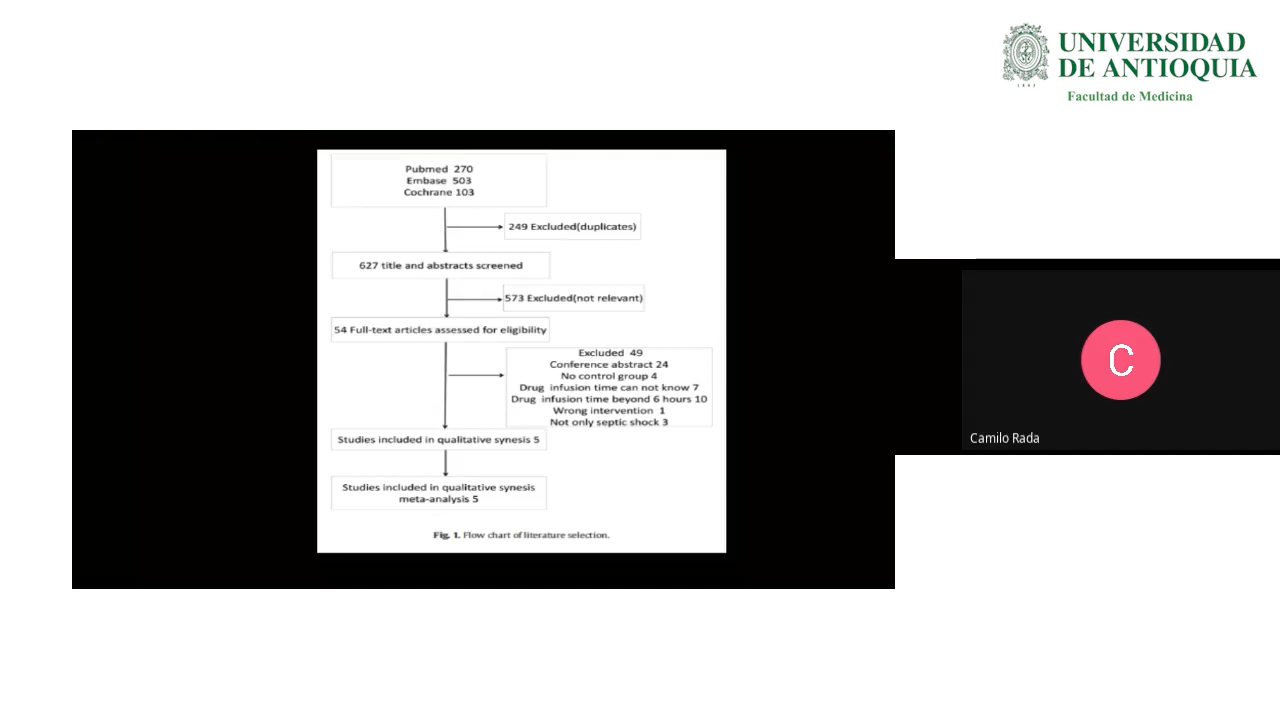 UNIVERSIDAD
DE ANTIOQUIA
1803
Facultad de Medicina
Pubmed 270
Embase 503
Cochrane 103
249 Excluded(duplicates)
627 title and abstracts screened
573 Excluded(not relevant)
54 Full-text articles assessed for eligibility
Excluded 49
Conference abstract 24
No control group 4
Drug infusion time can not know 7
Drug infusion time beyond 6 hours 10
Wrong intervention 1
Not only septic shock 3
Studies included in qualitative synesis 5
Studies included in qualitative synesis
meta-analysis 5
Fig. 1. Flow chart of literature selection.
C
Camilo Rada